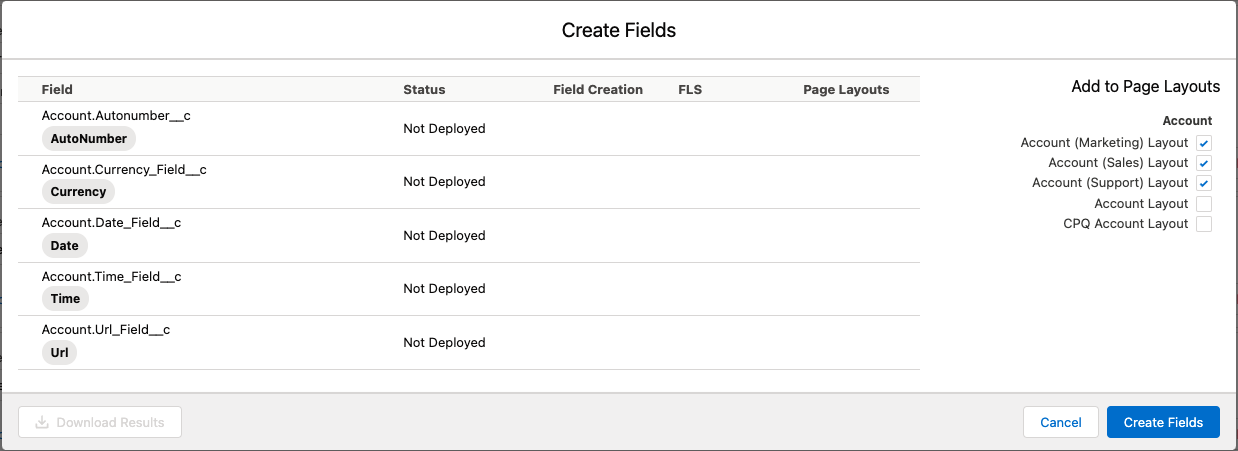 Create Fields
Field Status Field Creation FLS Page Layouts
Account.Autonumber__c
AutoNumber
Not Deployed
Account.Currency_Field__c
Currency
Not Deployed
Account.Date_Field__c
Date
Not Deployed
Account.Time_Field__c
Time
Not Deployed
Account.Url_Field__c
Url
Not Deployed
Add to Page Layouts
Account
Account (Marketing) Layout
Account (Sales) Layout
Account (Support) Layout
Account Layout
CPQ Account Layout
Download Results
Cancel
Create Fields